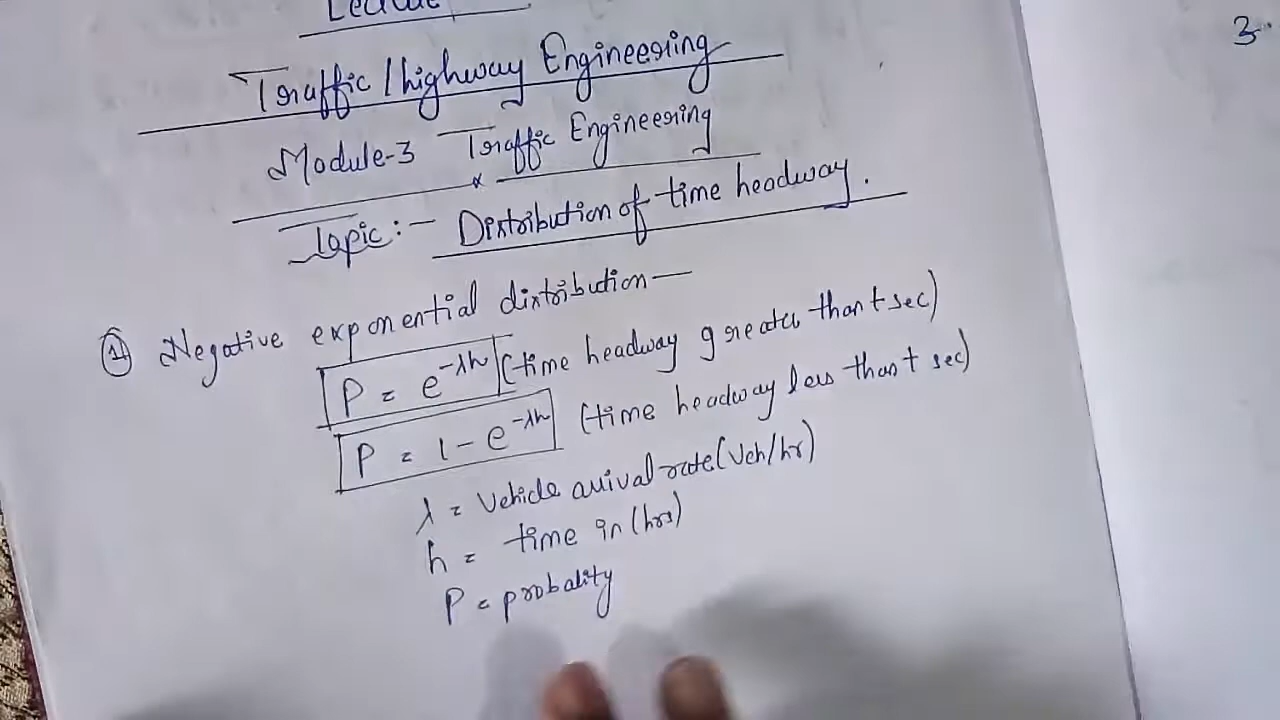 Lecture
Traffic/highway Engineering
Module-3 Traffic Engineering
Topic:- Distribution of time headway.
① Negative exponential distribution—
P = e^-λh (time headway greater than t sec)
P = 1 - e^-λh (time headway less than t sec)
λ = Vehicle arrival rate (Veh/hr)
h = time in (hrs)
P = probality
3.